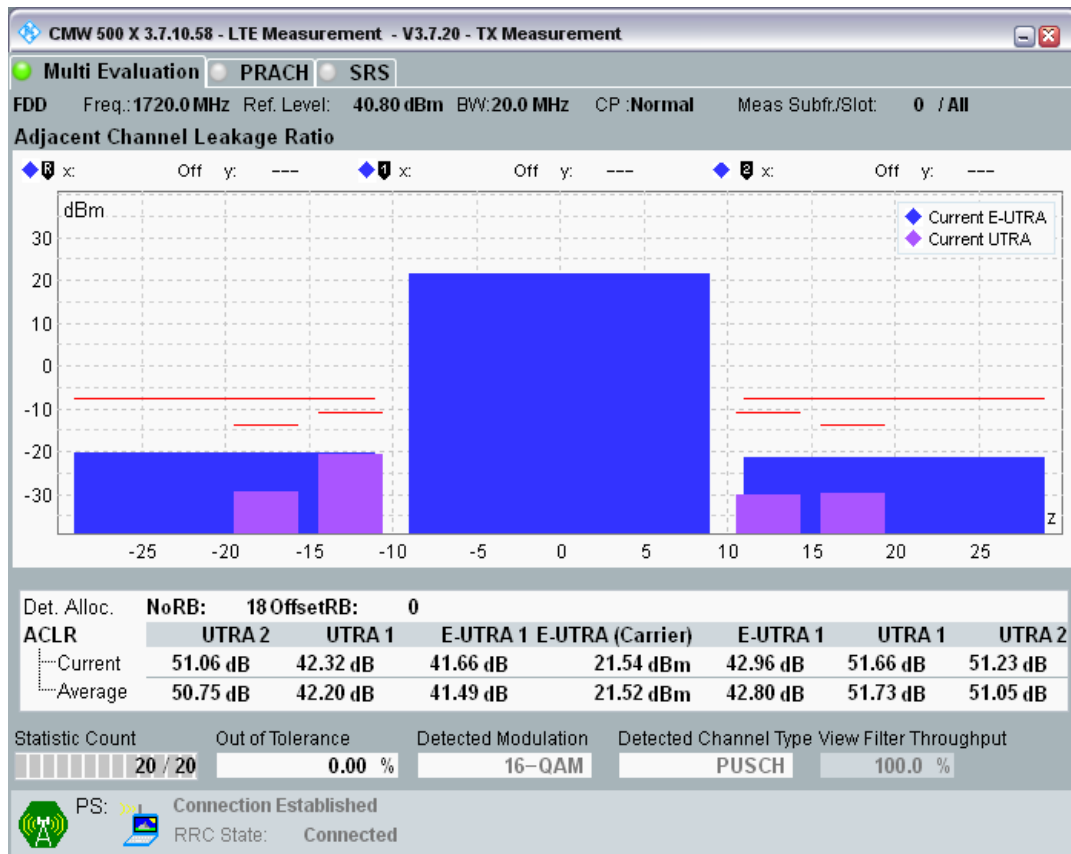 CMW 500 X 3.7.10.58 - LTE Measurement - V3.7.20 - TX Measurement
Multi Evaluation PRACH SRS
FDD Freq.:1720.0 MHz Ref. Level: 40.80 dBm BW:20.0 MHz CP :Normal Meas Subfr./Slot: 0 / All
Adjacent Channel Leakage Ratio
R x: Off y: --- 1 x: Off y: --- 2 x: Off y: ---
dBm
Current E-UTRA
Current UTRA
30
20
10
0
-10
-20
-30
z
-25 -20 -15 -10 -5 0 5 10 15 20 25
Det. Alloc. NoRB: 18 OffsetRB: 0
ACLR UTRA 2 UTRA 1 E-UTRA 1 E-UTRA (Carrier) E-UTRA 1 UTRA 1 UTRA 2
Current 51.06 dB 42.32 dB 41.66 dB 21.54 dBm 42.96 dB 51.66 dB 51.23 dB
Average 50.75 dB 42.20 dB 41.49 dB 21.52 dBm 42.80 dB 51.73 dB 51.05 dB
Statistic Count Out of Tolerance Detected Modulation Detected Channel Type View Filter Throughput
20 / 20 0.00 % 16-QAM PUSCH 100.0 %
PS: Connection Established
RRC State: Connected